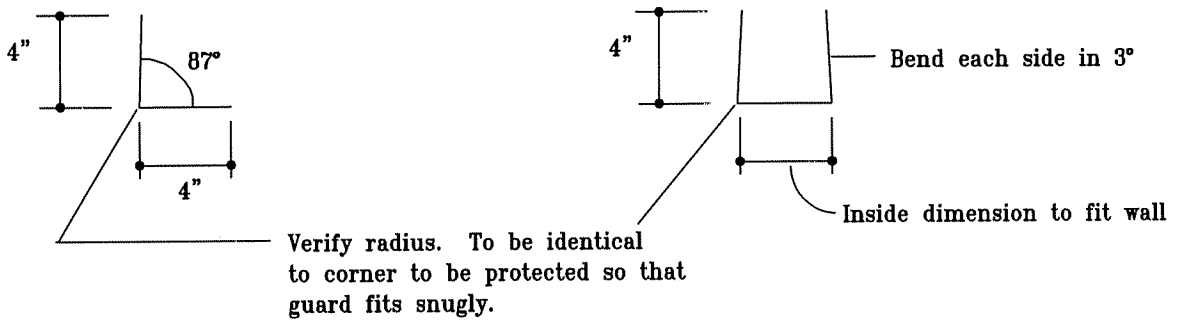 4”
87°
4”
4”
Bend each side in 3°
Inside dimension to fit wall
Verify radius. To be identical
to corner to be protected so that
guard fits snugly.